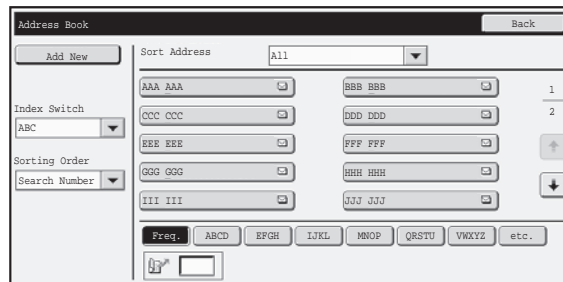 Address Book
Back
Add New
Sort Address
All
AAA AAA
BBB BBB
1
Index Switch
ABC
CCC CCC
DDD DDD
2
EEE EEE
FFF FFF
Sorting Order
Search Number
GGG GGG
HHH HHH
III III
JJJ JJJ
Freq.
ABCD
EFGH
IJKL
MNOP
QRSTU
VWXYZ
etc.